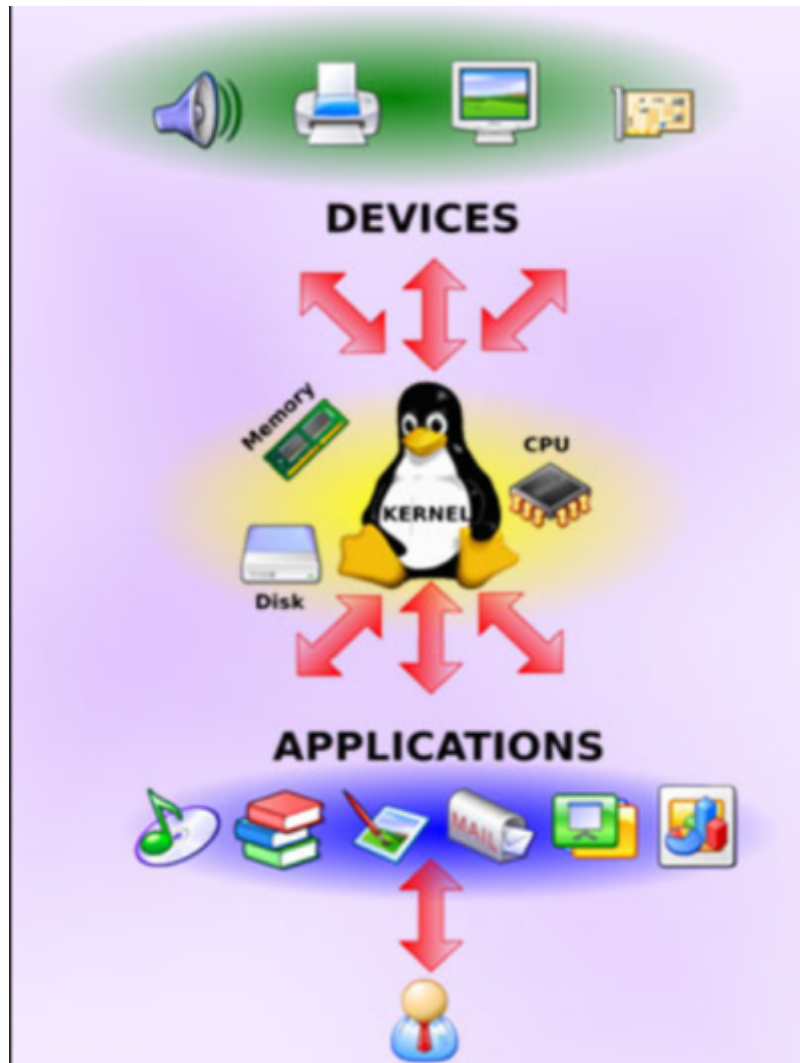 DEVICES
Memory
CPU
KERNEL
Disk
APPLICATIONS
MAIL